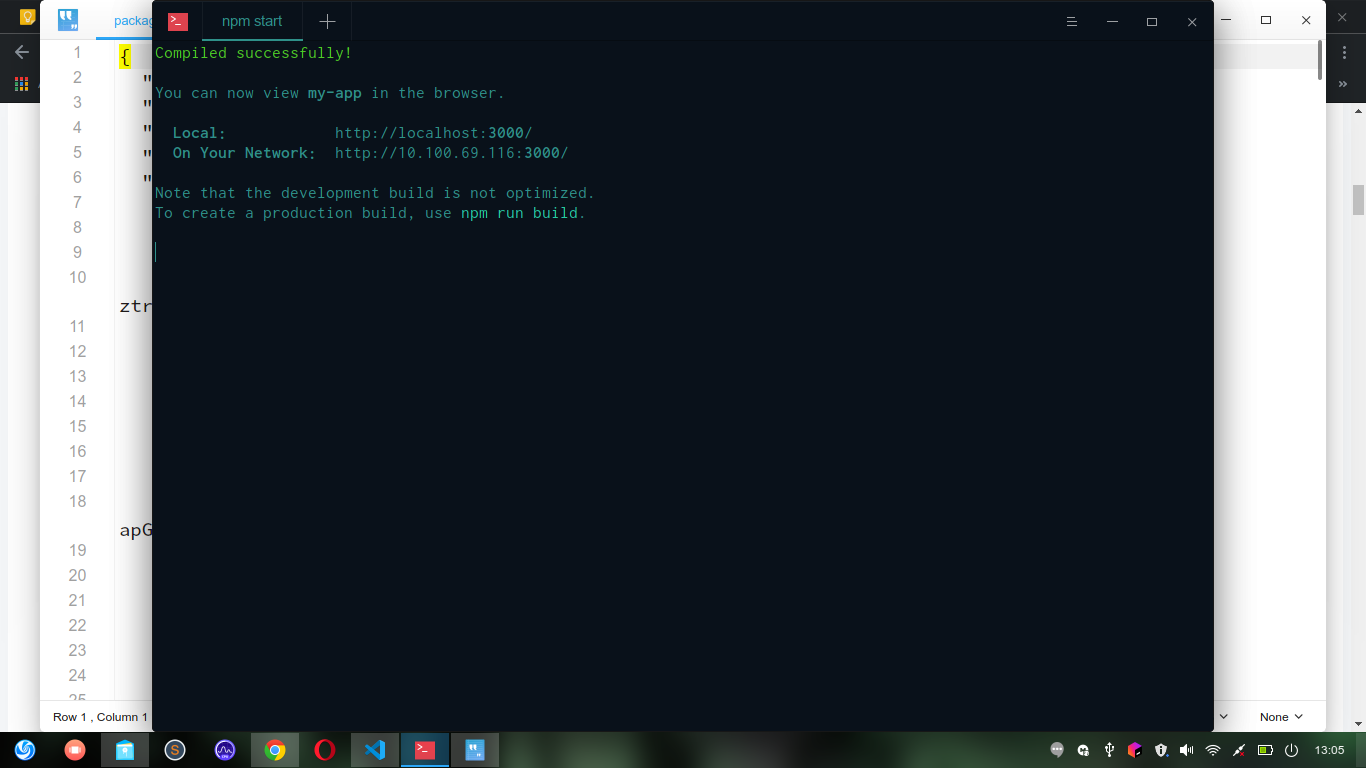 packag
npm start
1
{
2
"
3
"
4
"
5
"
6
"
7
8
9
10
ztr
11
12
13
14
15
16
17
18
apG
19
20
21
22
23
24
25
Compiled successfully!
You can now view my-app in the browser.
Local: http://localhost:3000/
On Your Network: http://10.100.69.116:3000/
Note that the development build is not optimized.
To create a production build, use npm run build.
Row 1 , Column 1
None
13:05